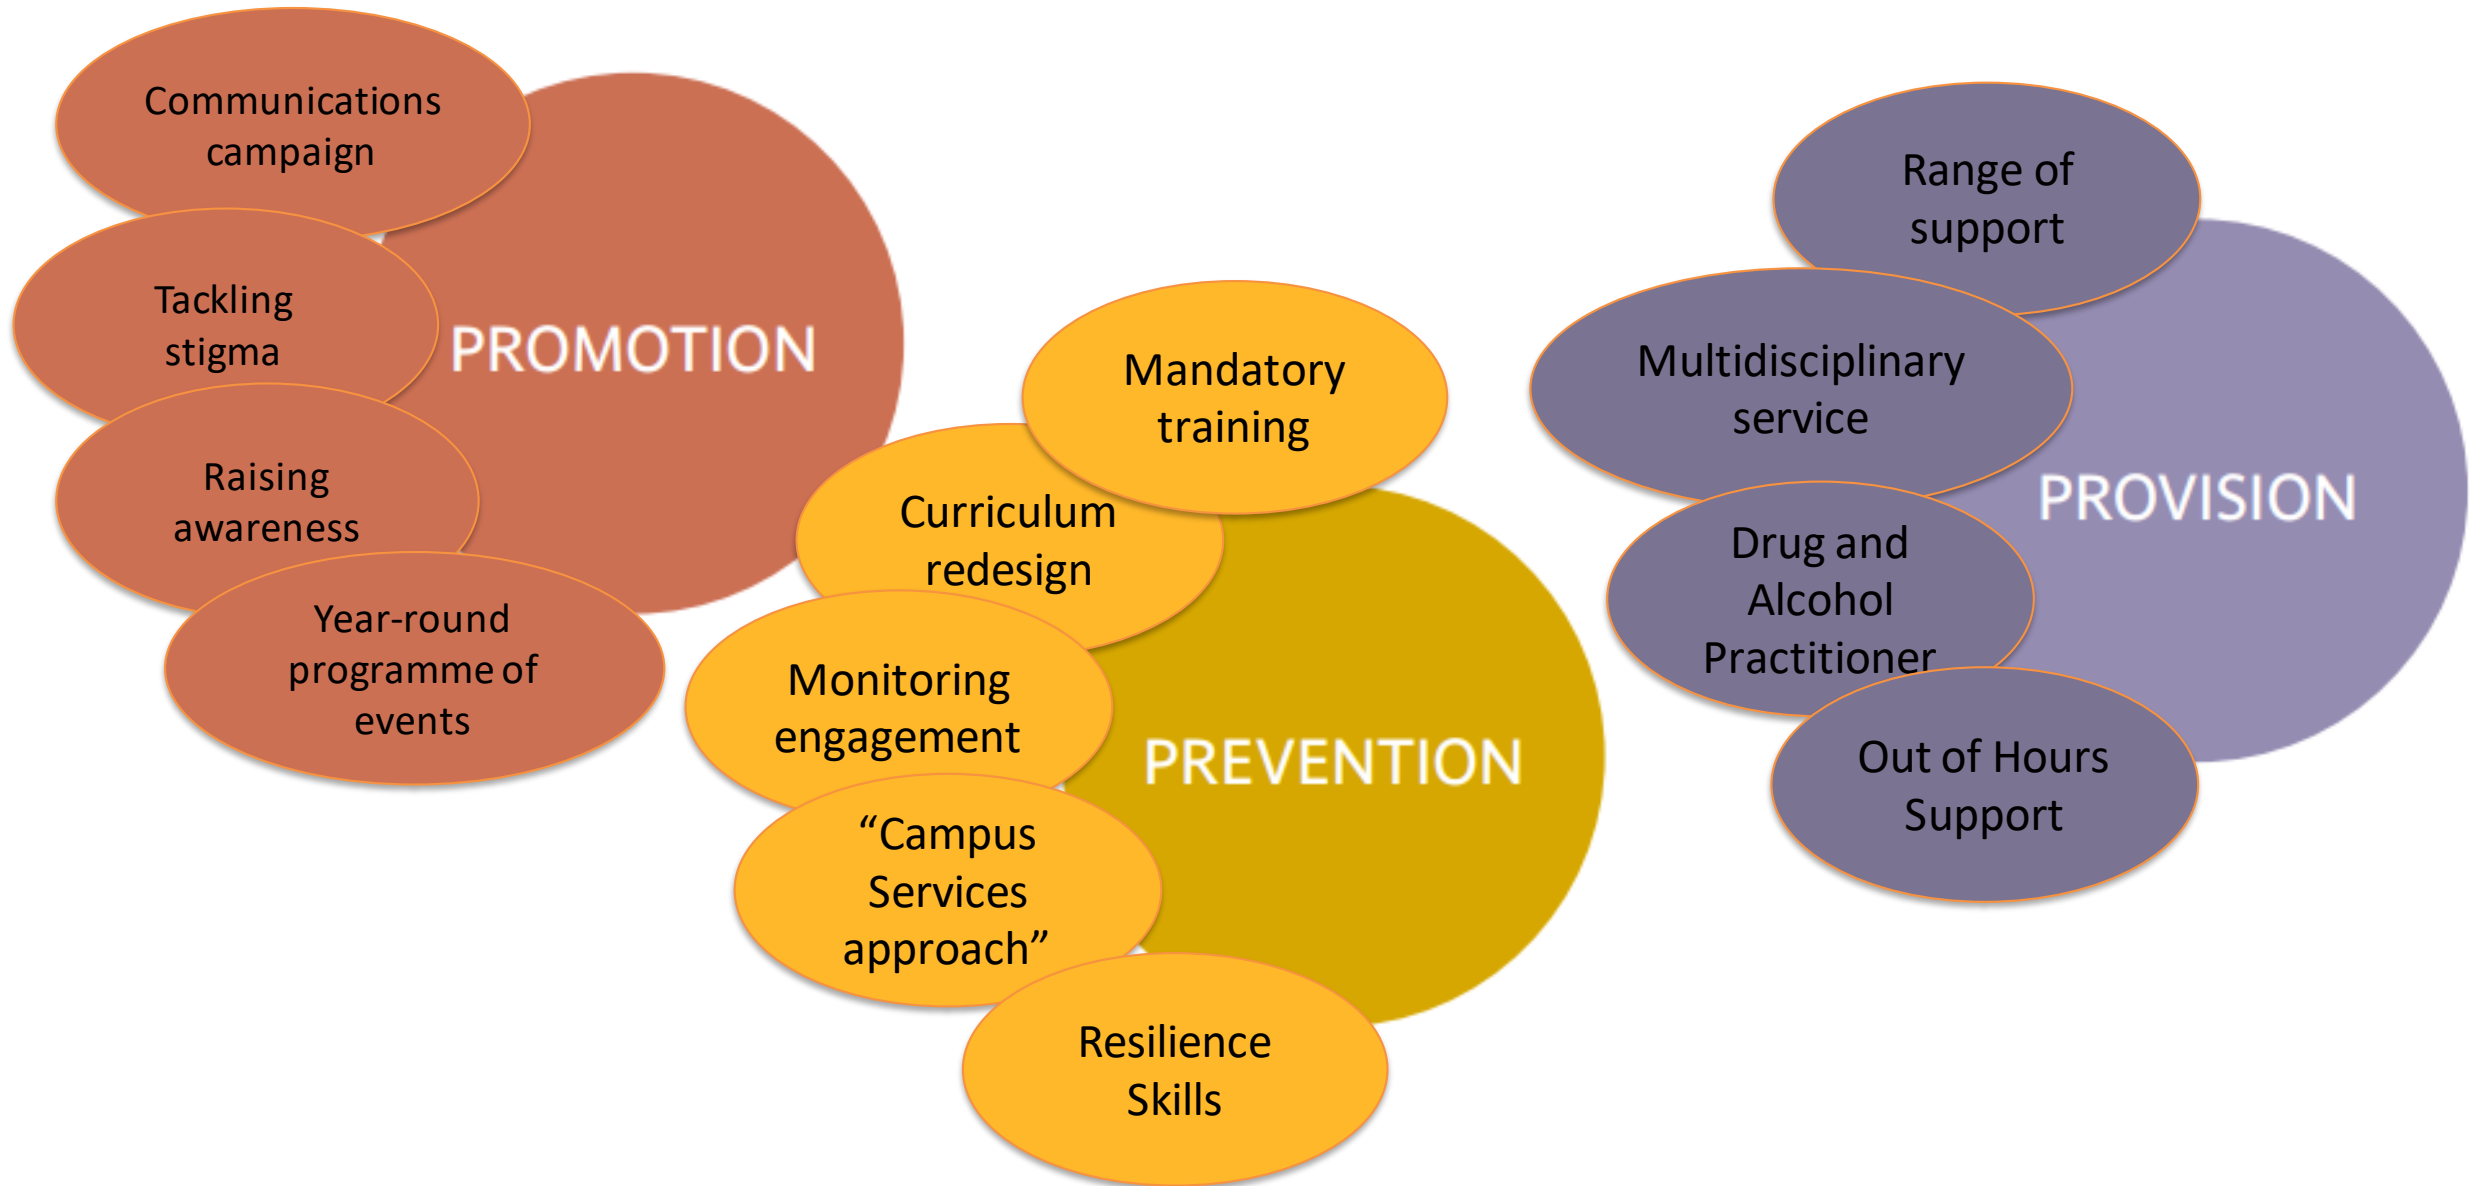 Communications
campaign
Tackling
stigma
Raising
awareness
Year-round
programme of
events
PROMOTION
Mandatory
training
Curriculum
redesign
Monitoring
engagement
“Campus
Services
approach”
Resilience
Skills
PREVENTION
Range of
support
Multidisciplinary
service
Drug and
Alcohol
Practitioner
Out of Hours
Support
PROVISION